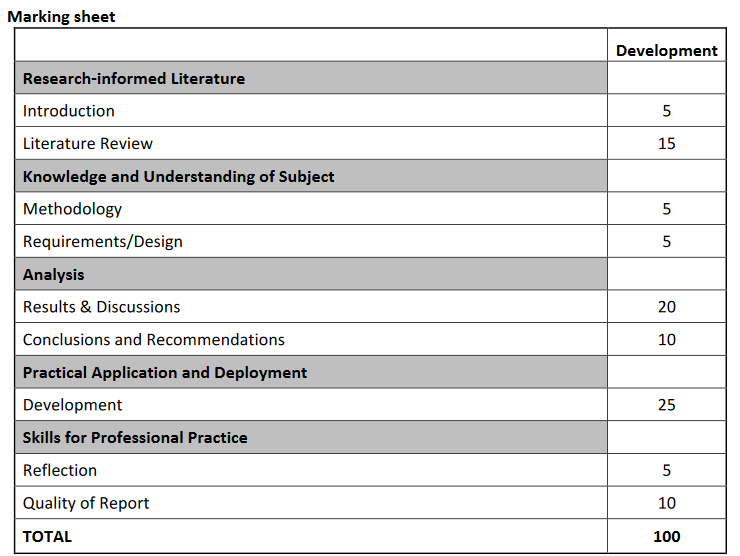 Marking sheet
Development
Research-informed Literature
Introduction 5
Literature Review 15
Knowledge and Understanding of Subject
Methodology 5
Requirements/Design 5
Analysis
Results & Discussions 20
Conclusions and Recommendations 10
Practical Application and Deployment
Development 25
Skills for Professional Practice
Reflection 5
Quality of Report 10
TOTAL 100